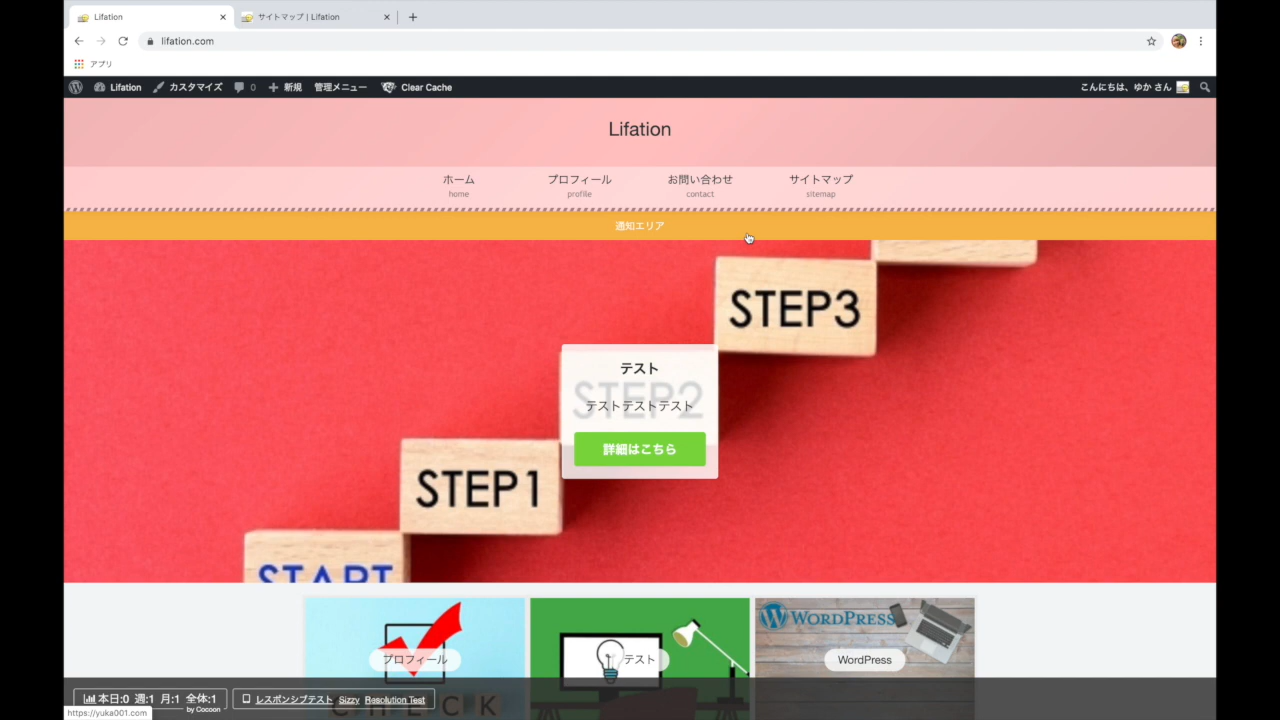 Lifation
サイトマップ | Lifation
lifation.com
アプリ
Lifation カスタマイズ 0 新規 管理メニュー Clear Cache
こんにちは、ゆか さん
Lifation
ホーム プロフィール お問い合わせ サイトマップ
home profile contact sitemap
通知エリア
STEP3
テスト
STEP2
テストテストテスト
詳細はこちら
STEP1
START
WORDPRESS
プロフィール テスト WordPress
CHECK
本日:0 週:1 月:1 全体:1
by Cocoon
レスポンシブテスト Sizzy Resolution Test
https://yuka001.com